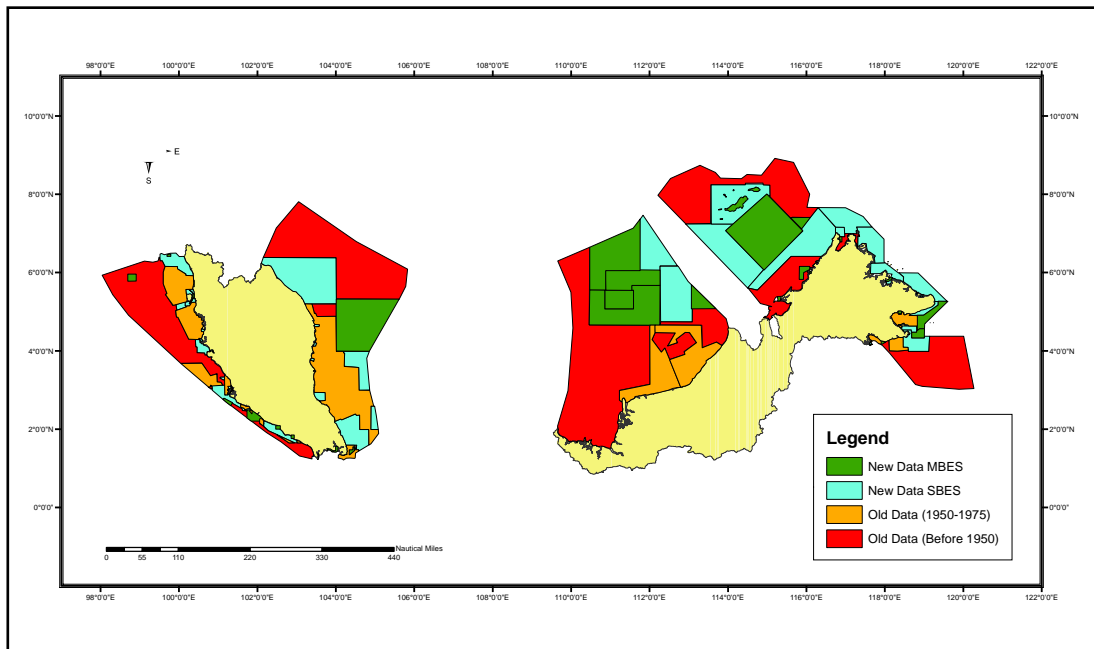 98°0'0"E 100°0'0"E 102°0'0"E 104°0'0"E 106°0'0"E 108°0'0"E 110°0'0"E 112°0'0"E 114°0'0"E 116°0'0"E 118°0'0"E 120°0'0"E 122°0'0"E
10°0'0"N 10°0'0"N
E
S
8°0'0"N 8°0'0"N
6°0'0"N 6°0'0"N
4°0'0"N 4°0'0"N
2°0'0"N 2°0'0"N
0°0'0"N 0°0'0"N
Legend
New Data MBES
New Data SBES
Old Data (1950-1975)
Old Data (Before 1950)
Nautical Miles
0 55 110 220 330 440
98°0'0"E 100°0'0"E 102°0'0"E 104°0'0"E 106°0'0"E 108°0'0"E 110°0'0"E 112°0'0"E 114°0'0"E 116°0'0"E 118°0'0"E 120°0'0"E 122°0'0"E